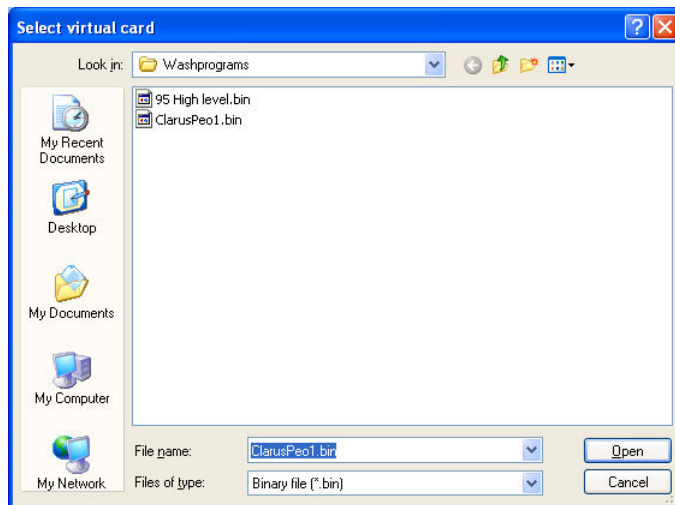 Select virtual card
Look in: Washprograms
95 High level.bin
ClarusPeo1.bin
My Recent
Documents
Desktop
My Documents
My Computer
My Network
File name: ClarusPeo1.bin Open
Files of type: Binary file (*.bin) Cancel